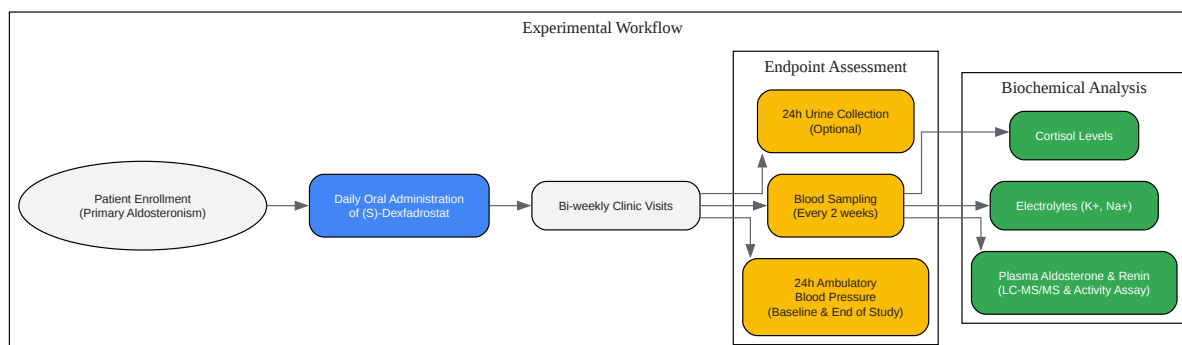 Experimental Workflow
Patient Enrollment
(Primary Aldosteronism)
Daily Oral Administration
of (S)-Dexfadrostat
Bi-weekly Clinic Visits
Endpoint Assessment
24h Urine Collection
(Optional)
Blood Sampling
(Every 2 weeks)
24h Ambulatory
Blood Pressure
(Baseline & End of Study)
Biochemical Analysis
Cortisol Levels
Electrolytes (K+, Na+)
Plasma Aldosterone & Renin
(LC-MS/MS & Activity Assay)